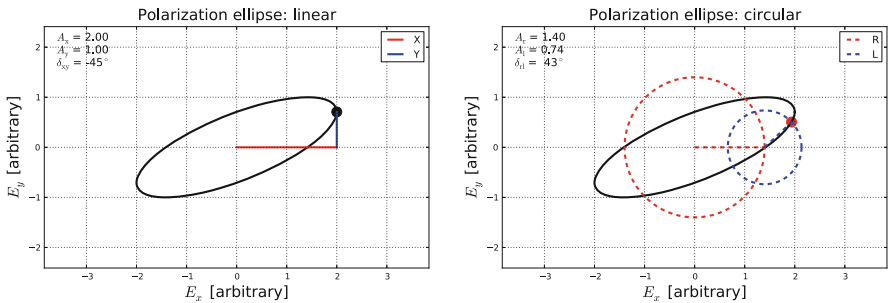 Polarization ellipse: linear
A_x = 2.00
A_y = 1.00
δ_xy = -45°
X
Y
2
1
0
−1
−2
E_y [arbitrary]
−3 −2 −1 0 1 2 3
E_x [arbitrary]
Polarization ellipse: circular
A_r = 1.40
A_l = 0.74
δ_rl = 43°
R
L
2
1
0
−1
−2
E_y [arbitrary]
−3 −2 −1 0 1 2 3
E_x [arbitrary]